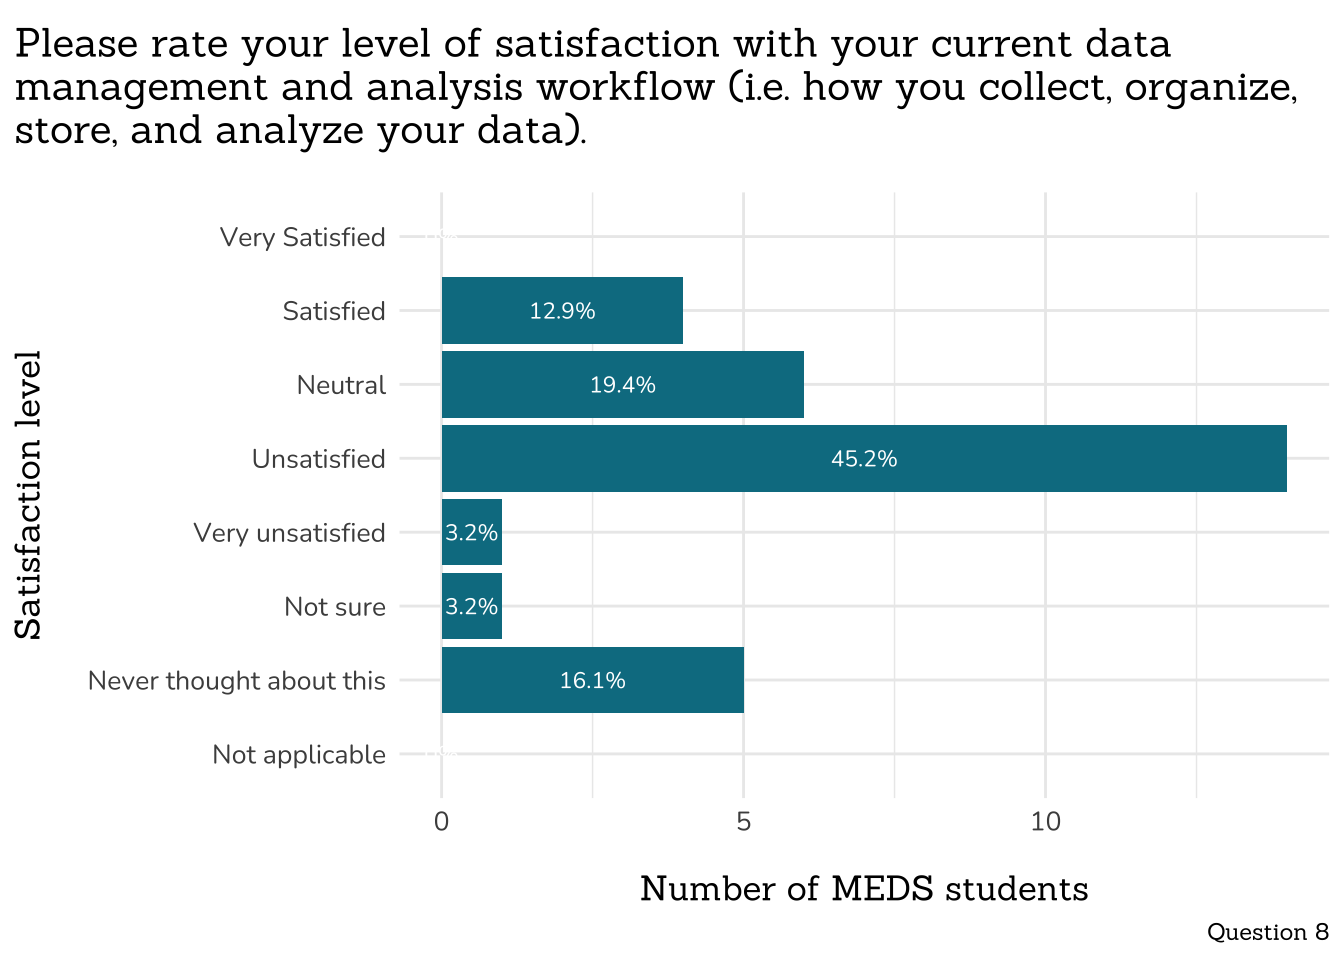 Please rate your level of satisfaction with your current data
management and analysis workflow (i.e. how you collect, organize,
store, and analyze your data).
Satisfaction level
Very Satisfied
Satisfied
12.9%
Neutral
19.4%
Unsatisfied
45.2%
Very unsatisfied
3.2%
Not sure
3.2%
Never thought about this
16.1%
Not applicable
0 5 10
Number of MEDS students
Question 8